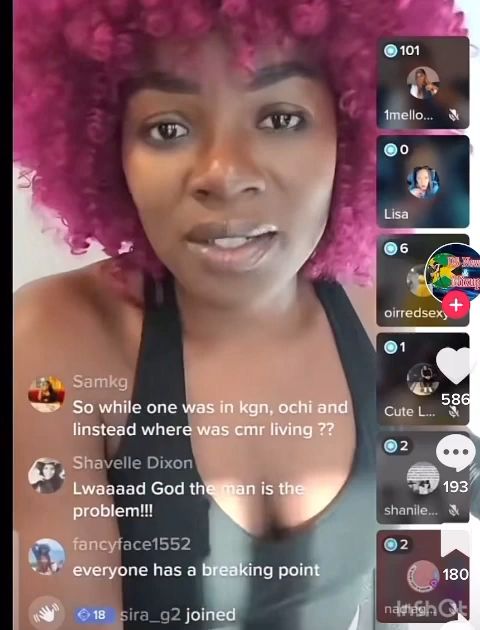 101
1mello...
0
Lisa
6
oirredsexy
1
Cute L...
2
shanile...
2
586
193
180
Samkg
So while one was in kgn, ochi and
linstead where was cmr living ??
Shavelle Dixon
Lwaaaad God the man is the
problem!!!
fancyface1552
everyone has a breaking point
18 sira_g2 joined
InShOt